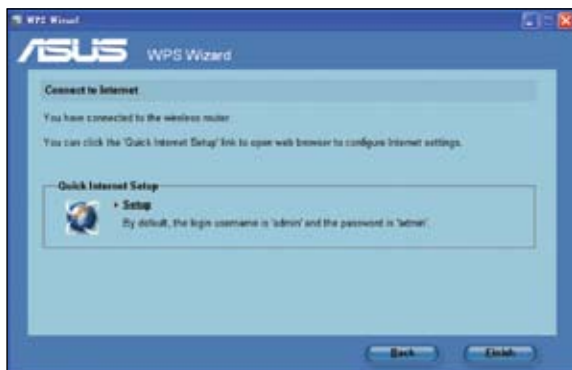 WPS Wizard
ASUS WPS Wizard
Connect to Internet
You have connected to the wireless router.
You can click the 'Quick Internet Setup' link to open web browser to configure Internet settings.
Quick Internet Setup
Setup
By default, the login username is 'admin' and the password is 'admin'.
Back
Finish